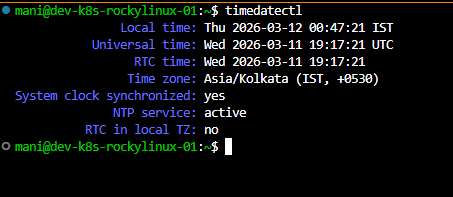 mani@dev-k8s-rockylinux-01:~$ timedatectl
Local time: Thu 2026-03-12 00:47:21 IST
Universal time: Wed 2026-03-11 19:17:21 UTC
RTC time: Wed 2026-03-11 19:17:21
Time zone: Asia/Kolkata (IST, +0530)
System clock synchronized: yes
NTP service: active
RTC in local TZ: no
mani@dev-k8s-rockylinux-01:~$